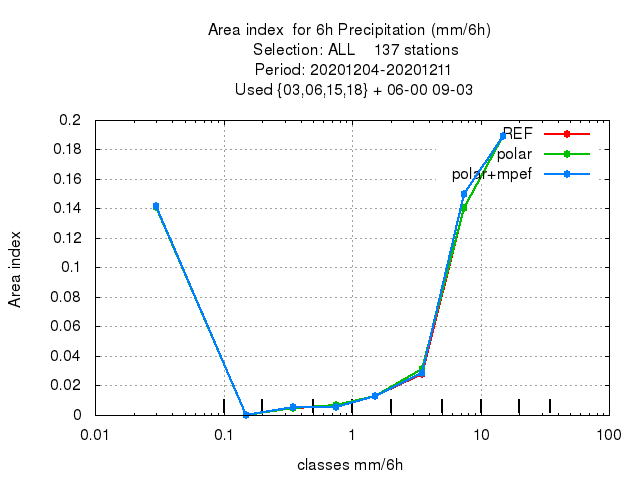 Area index  for 6h Precipitation (mm/6h)
Selection: ALL    137 stations
Period: 20201204-20201211
Used {03,06,15,18} + 06-00 09-03
REF
polar
polar+mpef
Area index
0.2
0.18
0.16
0.14
0.12
0.1
0.08
0.06
0.04
0.02
0
0.01 0.1 1 10 100
classes mm/6h